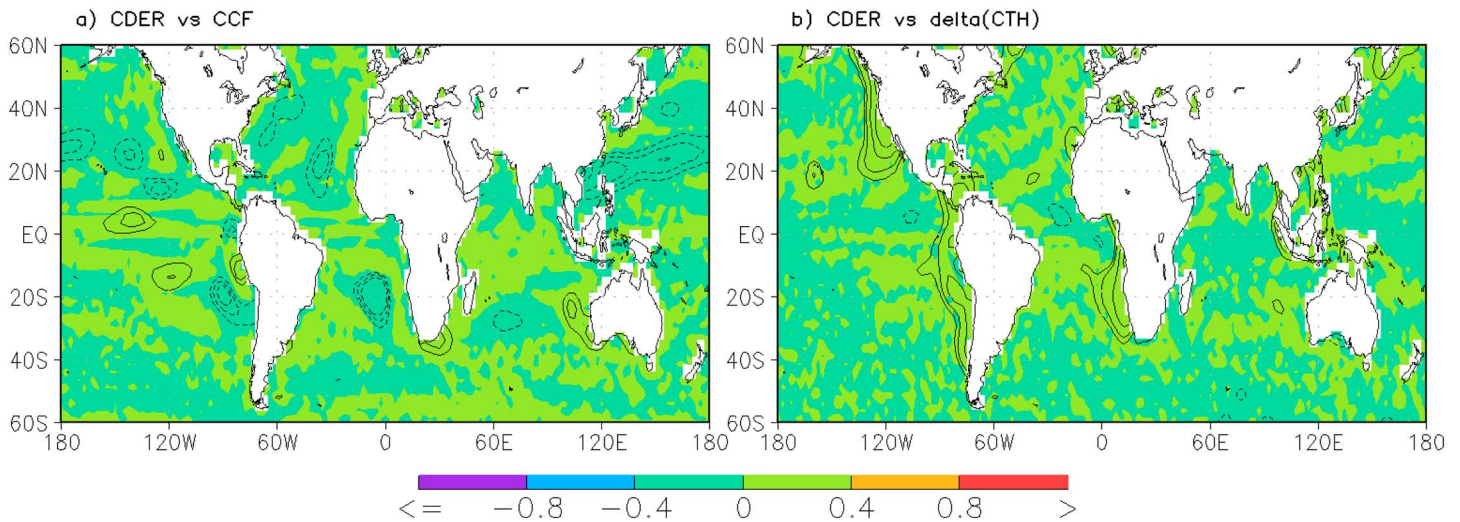 a) CDER vs CCF
b) CDER vs delta(CTH)
60N
40N
20N
EQ
20S
40S
60S
180 120W 60W 0 60E 120E 180
60N
40N
20N
EQ
20S
40S
60S
180 120W 60W 0 60E 120E 180
<= −0.8 −0.4 0 0.4 0.8 >